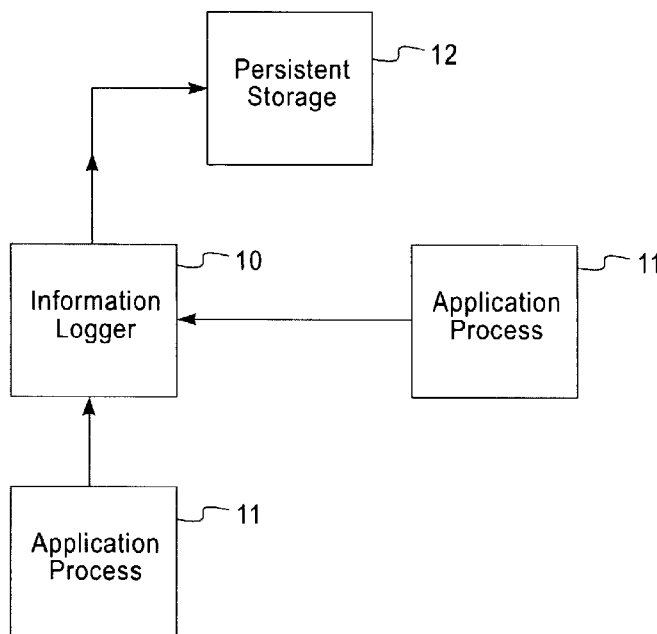 Persistent
Storage
12
10
Information
Logger
11
Application
Process
11
Application
Process